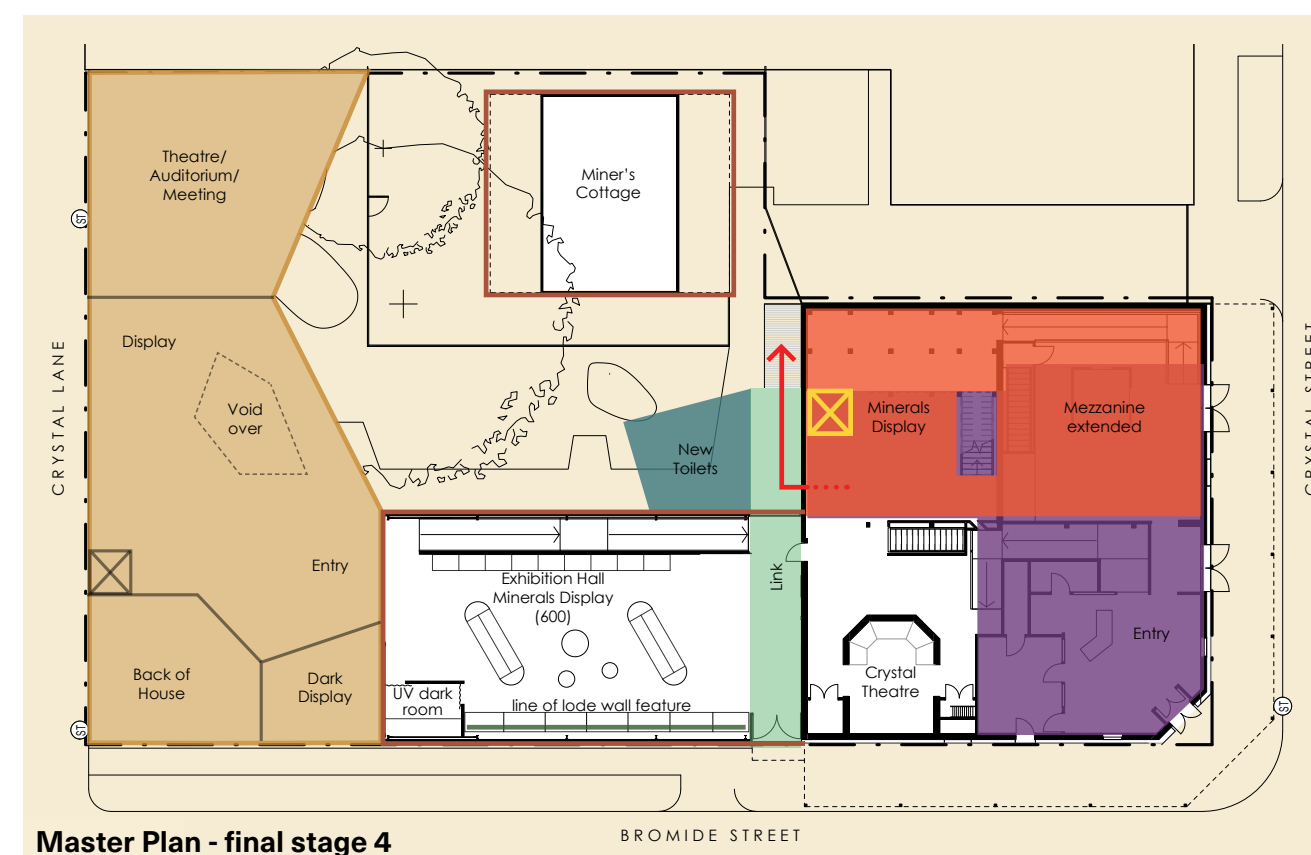 Theatre/
Auditorium/
Meeting
Miner's
Cottage
ST
Display
Void
over
CRYSTAL LANE
Minerals
Display
Mezzanine
extended
CRYSTAL STREET
New
Toilets
Entry
Exhibition Hall
Minerals Display
(600)
Link
Entry
Back of
House
Dark
Display
UV dark
room
line of lode wall feature
Crystal
Theatre
ST
ST
BROMIDE STREET
Master Plan - final stage 4